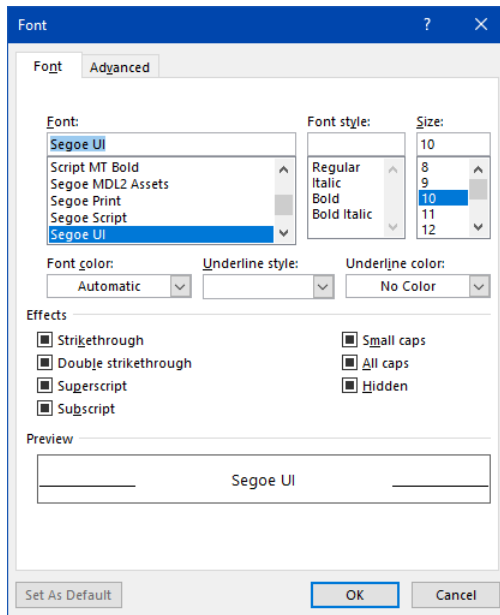 Font ?
Font Advanced
Font: Font style: Size:
Segoe UI 10
Script MT Bold Regular 8
Segoe MDL2 Assets Italic 9
Segoe Print Bold 10
Segoe Script Bold Italic 11
Segoe UI 12
Font color: Underline style: Underline color:
Automatic No Color
Effects
Strikethrough Small caps
Double strikethrough All caps
Superscript Hidden
Subscript
Preview
Segoe UI
Set As Default OK Cancel